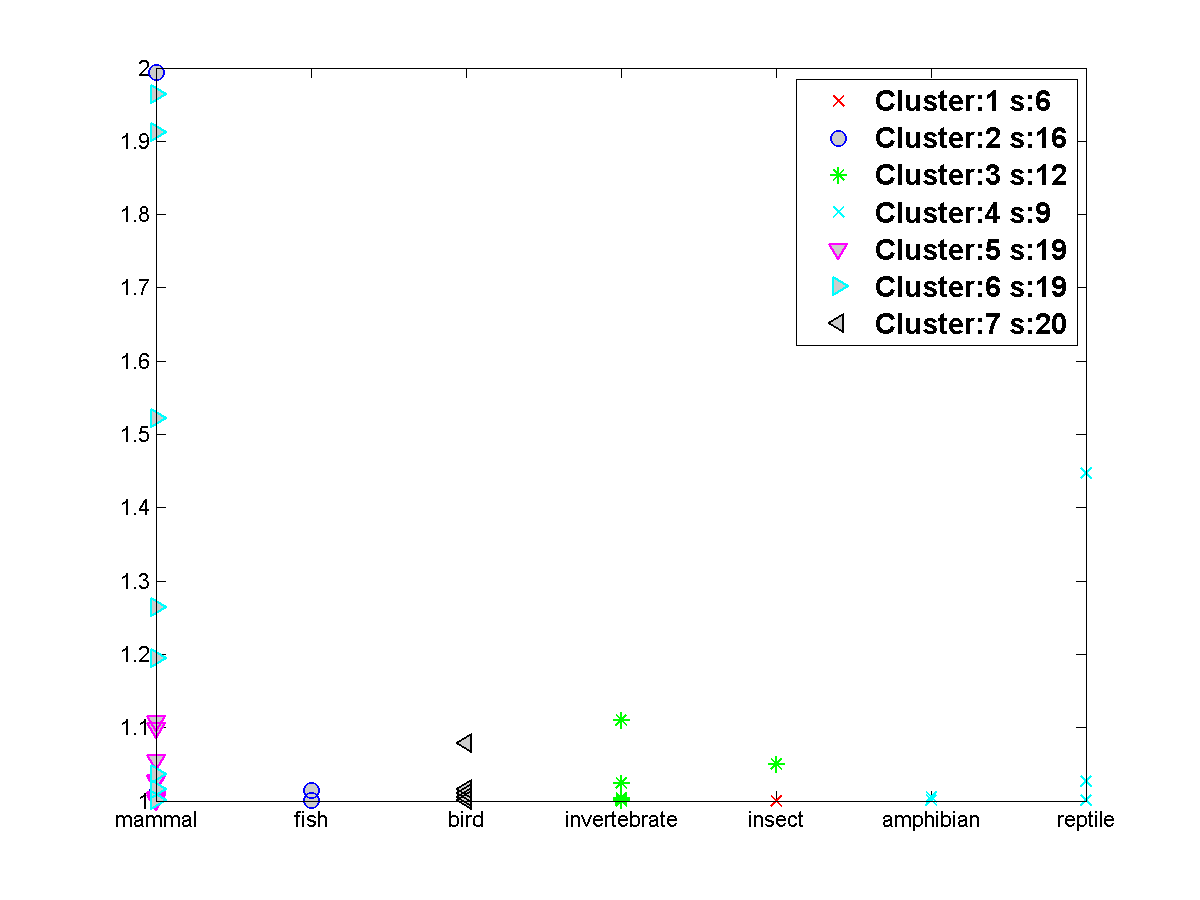 2
1.9
1.8
1.7
1.6
1.5
1.4
1.3
1.2
1.1
1
mammal fish bird invertebrate insect amphibian reptile
Cluster:1 s:6
Cluster:2 s:16
Cluster:3 s:12
Cluster:4 s:9
Cluster:5 s:19
Cluster:6 s:19
Cluster:7 s:20